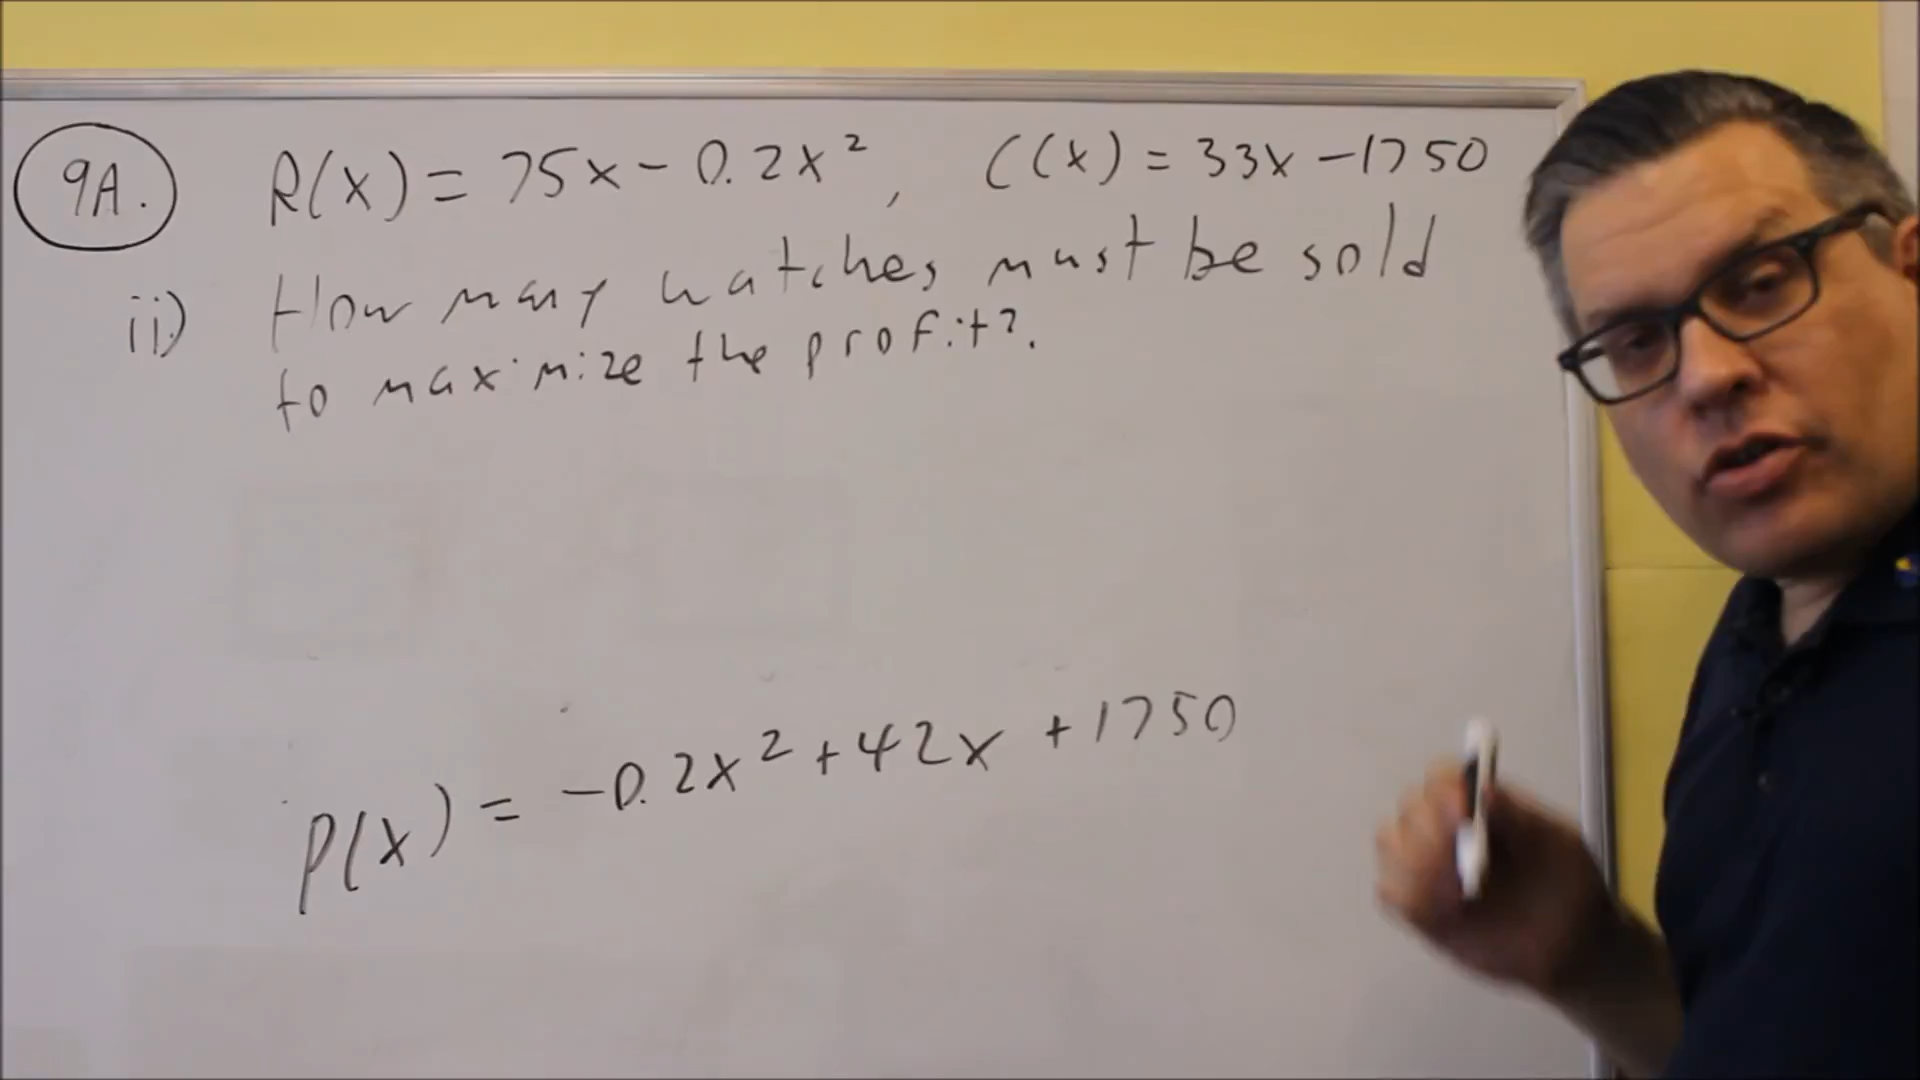 9A. R(x) = 75x - 0.2x², C(x) = 33x - 1750
ii) How many watches must be sold
to maximize the profit?.
P(x) = -0.2x² + 42x + 1750